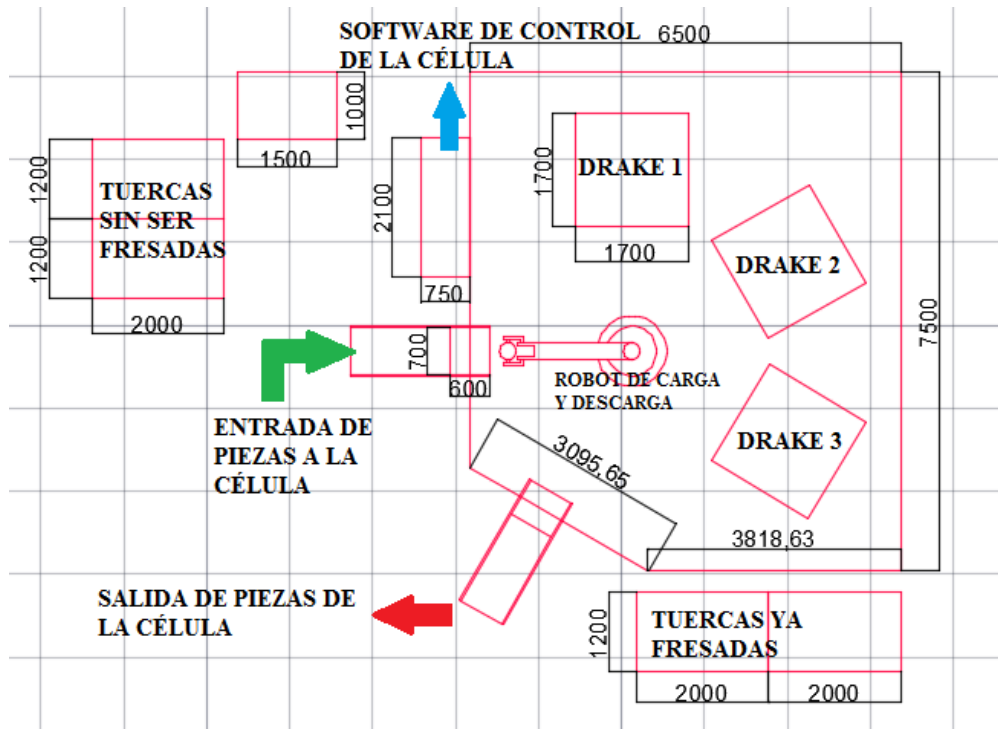 SOFTWARE DE CONTROL
DE LA CÉLULA
6500
1000
1500
1200
1200
TUERCAS
SIN SER
FRESADAS
2000
2100
750
1700
DRAKE 1
1700
DRAKE 2
7500
700
600
ROBOT DE CARGA
Y DESCARGA
ENTRADA DE
PIEZAS A LA
CÉLULA
DRAKE 3
3095,65
3818,63
SALIDA DE PIEZAS DE
LA CÉLULA
1200
TUERCAS YA
FRESADAS
2000
2000